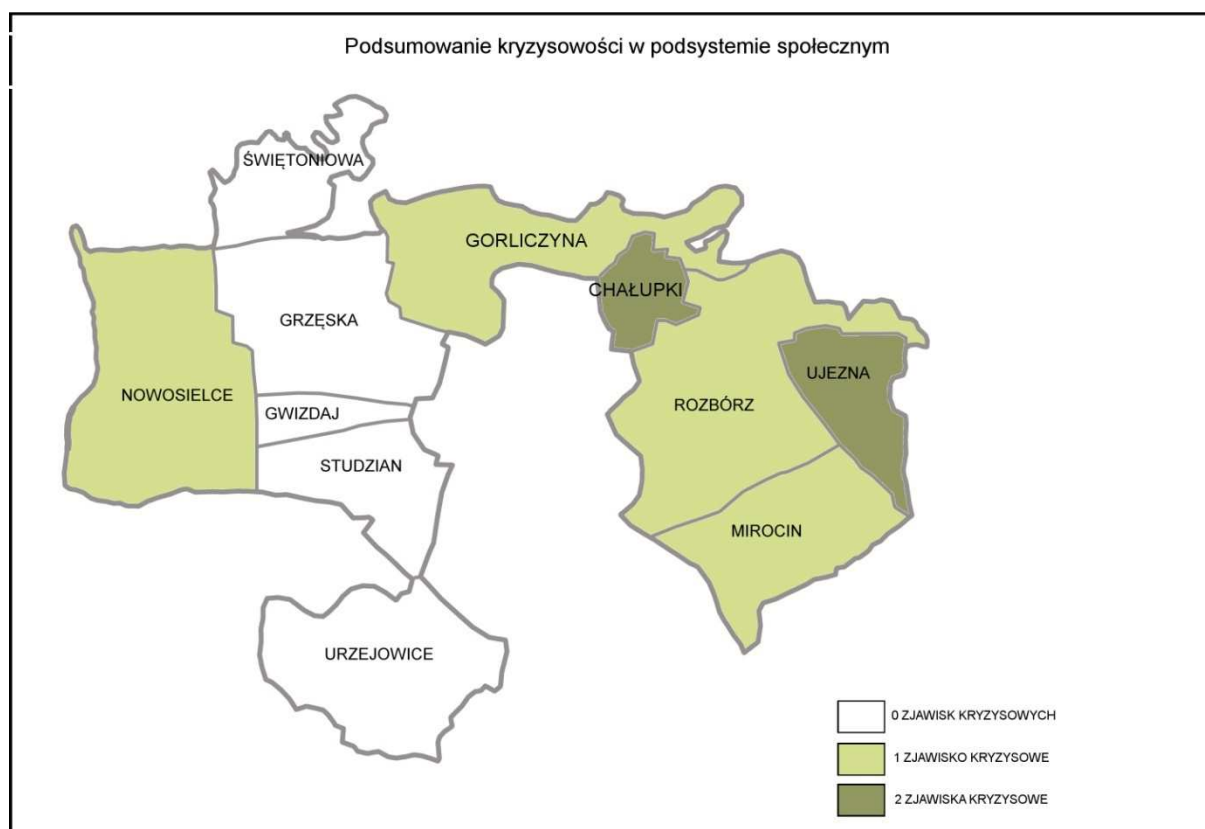 Podsumowanie kryzysowości w podsystemie społecznym
ŚWIĘTONIOWA
GORLICZYNA
CHAŁUPKI
GRZĘSKA
UJEZNA
NOWOSIELCE
ROZBÓRZ
GWIZDAJ
STUDZIAN
MIROCIN
URZEJOWICE
0 ZJAWISK KRYZYSOWYCH
1 ZJAWISKO KRYZYSOWE
2 ZJAWISKA KRYZYSOWE